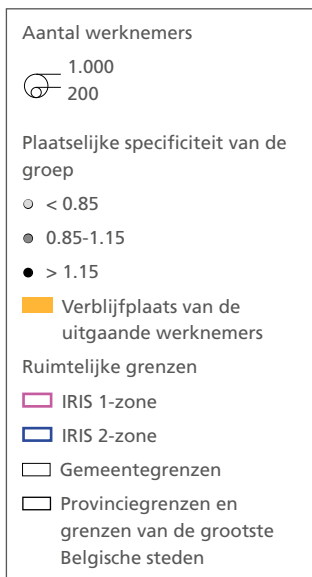 Aantal werknemers
1.000
200
Plaatselijke specificiteit van de
groep
< 0.85
0.85-1.15
> 1.15
Verblijfplaats van de
uitgaande werknemers
Ruimtelijke grenzen
IRIS 1-zone
IRIS 2-zone
Gemeentegrenzen
Provinciegrenzen en
grenzen van de grootste
Belgische steden